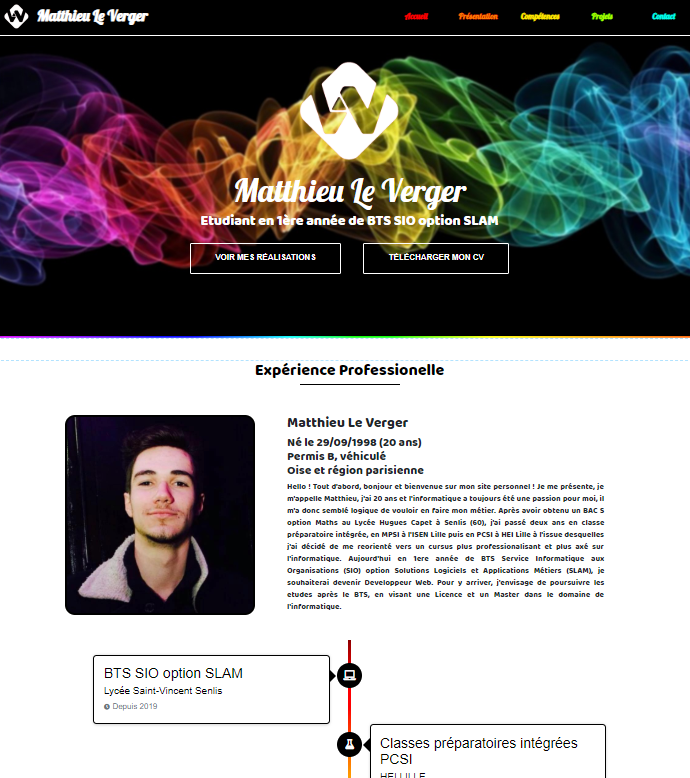 Matthieu Le Verger
Accueil Présentation Compétences Projets Contact
Matthieu Le Verger
Etudiant en 1ère année de BTS SIO option SLAM
VOIR MES RÉALISATIONS TÉLÉCHARGER MON CV
Expérience Professionelle
Matthieu Le Verger
Né le 29/09/1998 (20 ans)
Permis B, véhiculé
Oise et région parisienne
Hello ! Tout d'abord, bonjour et bienvenue sur mon site personnel ! Je me présente, je
m'appelle Matthieu, j'ai 20 ans et l'informatique a toujours été une passion pour moi, il
m'a donc semblé logique de vouloir en faire mon métier. Après avoir obtenu un BAC S
option Maths au Lycée Hugues Capet à Senlis (60), j'ai passé deux ans en classe
préparatoire intégrée, en MPSI à l'ISEN Lille puis en PCSI à HEI Lille à l'issue desquelles
j'ai décidé de me reorienté vers un cursus plus professionalisant et plus axé sur
l'informatique. Aujourd'hui en 1ere année de BTS Service Informatique aux
Organisations (SIO) option Solutions Logiciels et Applications Métiers (SLAM), je
souhaiterai devenir Developpeur Web. Pour y arriver, j'envisage de poursuivre les
etudes après le BTS, en visant une Licence et un Master dans le domaine de
l'informatique.
BTS SIO option SLAM
Lycée Saint-Vincent Senlis
Depuis 2019
Classes préparatoires intégrées
PCSI
HEI LILLE